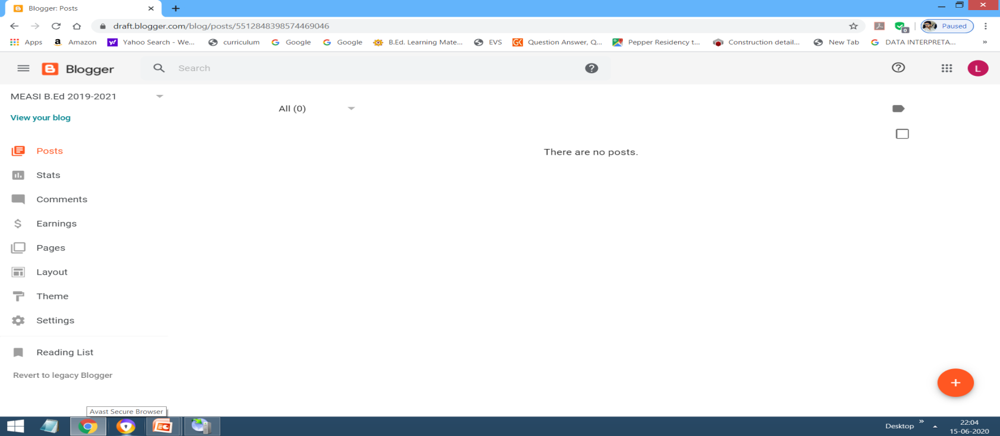 Blogger: Posts
draft.blogger.com/blog/posts/5512848398574469046
Paused
Apps Amazon Yahoo Search - We... curriculum Google Google B.Ed. Learning Mate... EVS Question Answer, Q... Pepper Residency t... Construction detail... New Tab DATA INTERPRETA... »
Blogger
Search
L
MEASI B.Ed 2019-2021
View your blog
All (0)
There are no posts.
Posts
Stats
Comments
Earnings
Pages
Layout
Theme
Settings
Reading List
Revert to legacy Blogger
Avast Secure Browser
Desktop »
22:04
15-06-2020